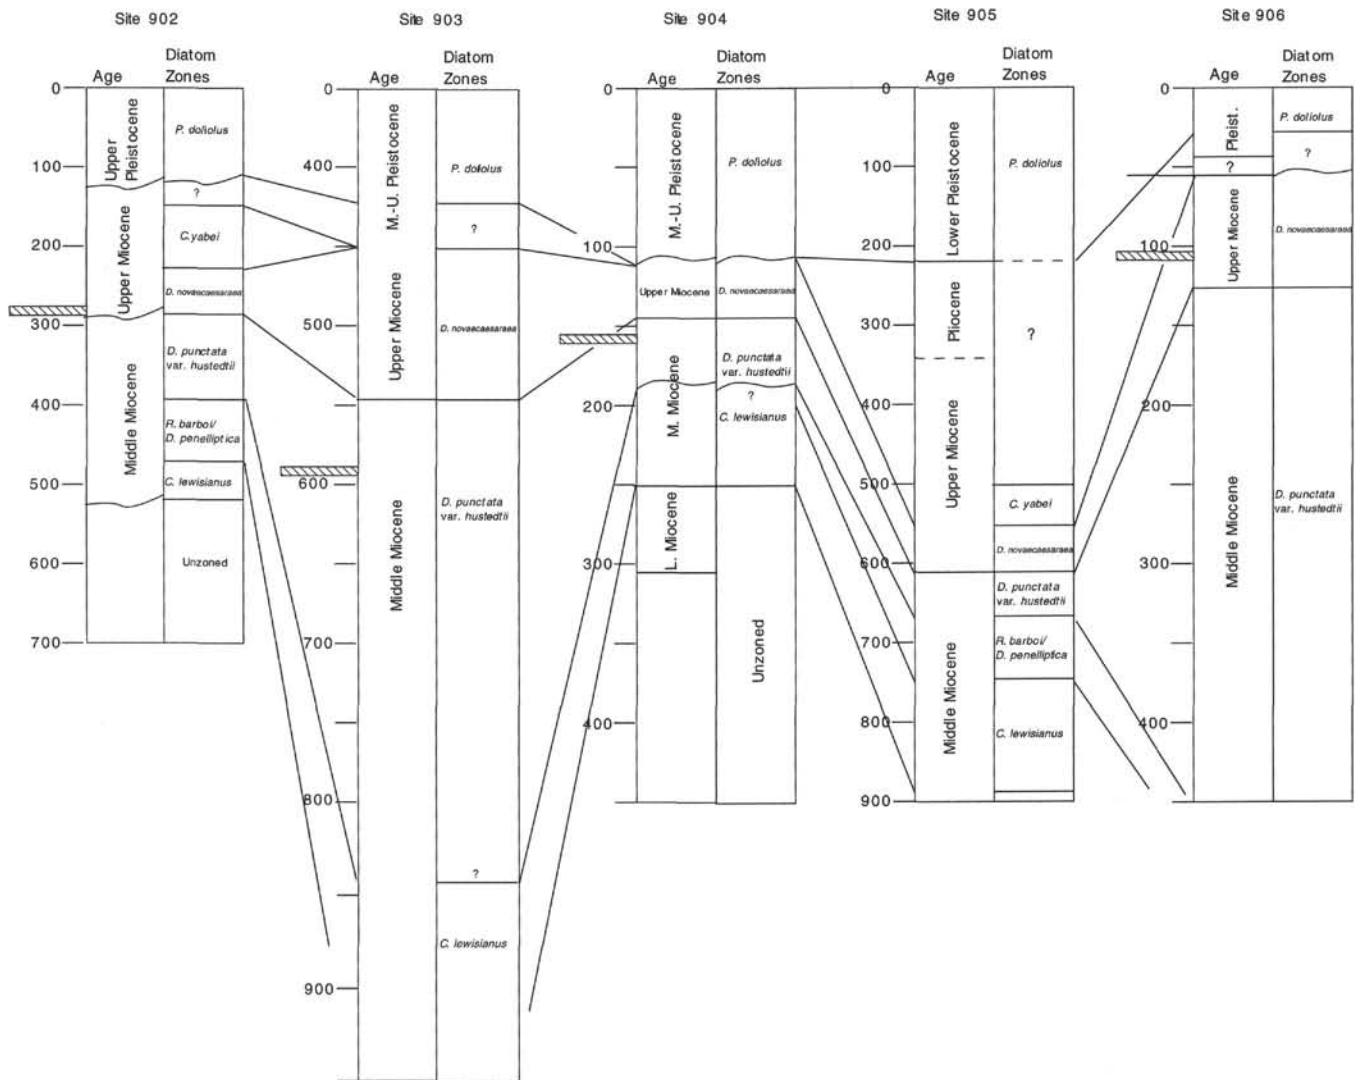 Site 902
Age
Diatom
Zones
0
100
200
300
400
500
600
700
Upper
Pleistocene
Upper Miocene
Middle Miocene
P. doliolus
?
C. yabei
D. novaecaesaraea
D. punctata
var. hustedtii
R. barboi/
D. penelliptica
C. lewisianus
Unzoned
Site 903
Age
Diatom
Zones
0
400
500
600
700
800
900
M.-U. Pleistocene
Upper Miocene
Middle Miocene
P. doliolus
?
D. novaecaesaraea
D. punctata
var. hustedtii
?
C. lewisianus
Site 904
Age
Diatom
Zones
0
100
200
300
400
M.-U. Pleistocene
Upper Miocene
M. Miocene
L. Miocene
P. doliolus
D. novaecaesaraea
D. punctata
var. hustedtii
?
C. lewisianus
Unzoned
Site 905
Age
Diatom
Zones
0
100
200
300
400
500
600
700
800
900
Lower Pleistocene
Pliocene
Upper Miocene
Middle Miocene
P. doliolus
?
C. yabei
D. novaecaesaraea
D. punctata
var. hustedtii
R. barboi/
D. penelliptica
C. lewisianus
Site 906
Age
Diatom
Zones
0
100
200
300
400
Pleist.
?
Upper Miocene
Middle Miocene
P. doliolus
?
D. novaecaesaraea
D. punctata
var. hustedtii